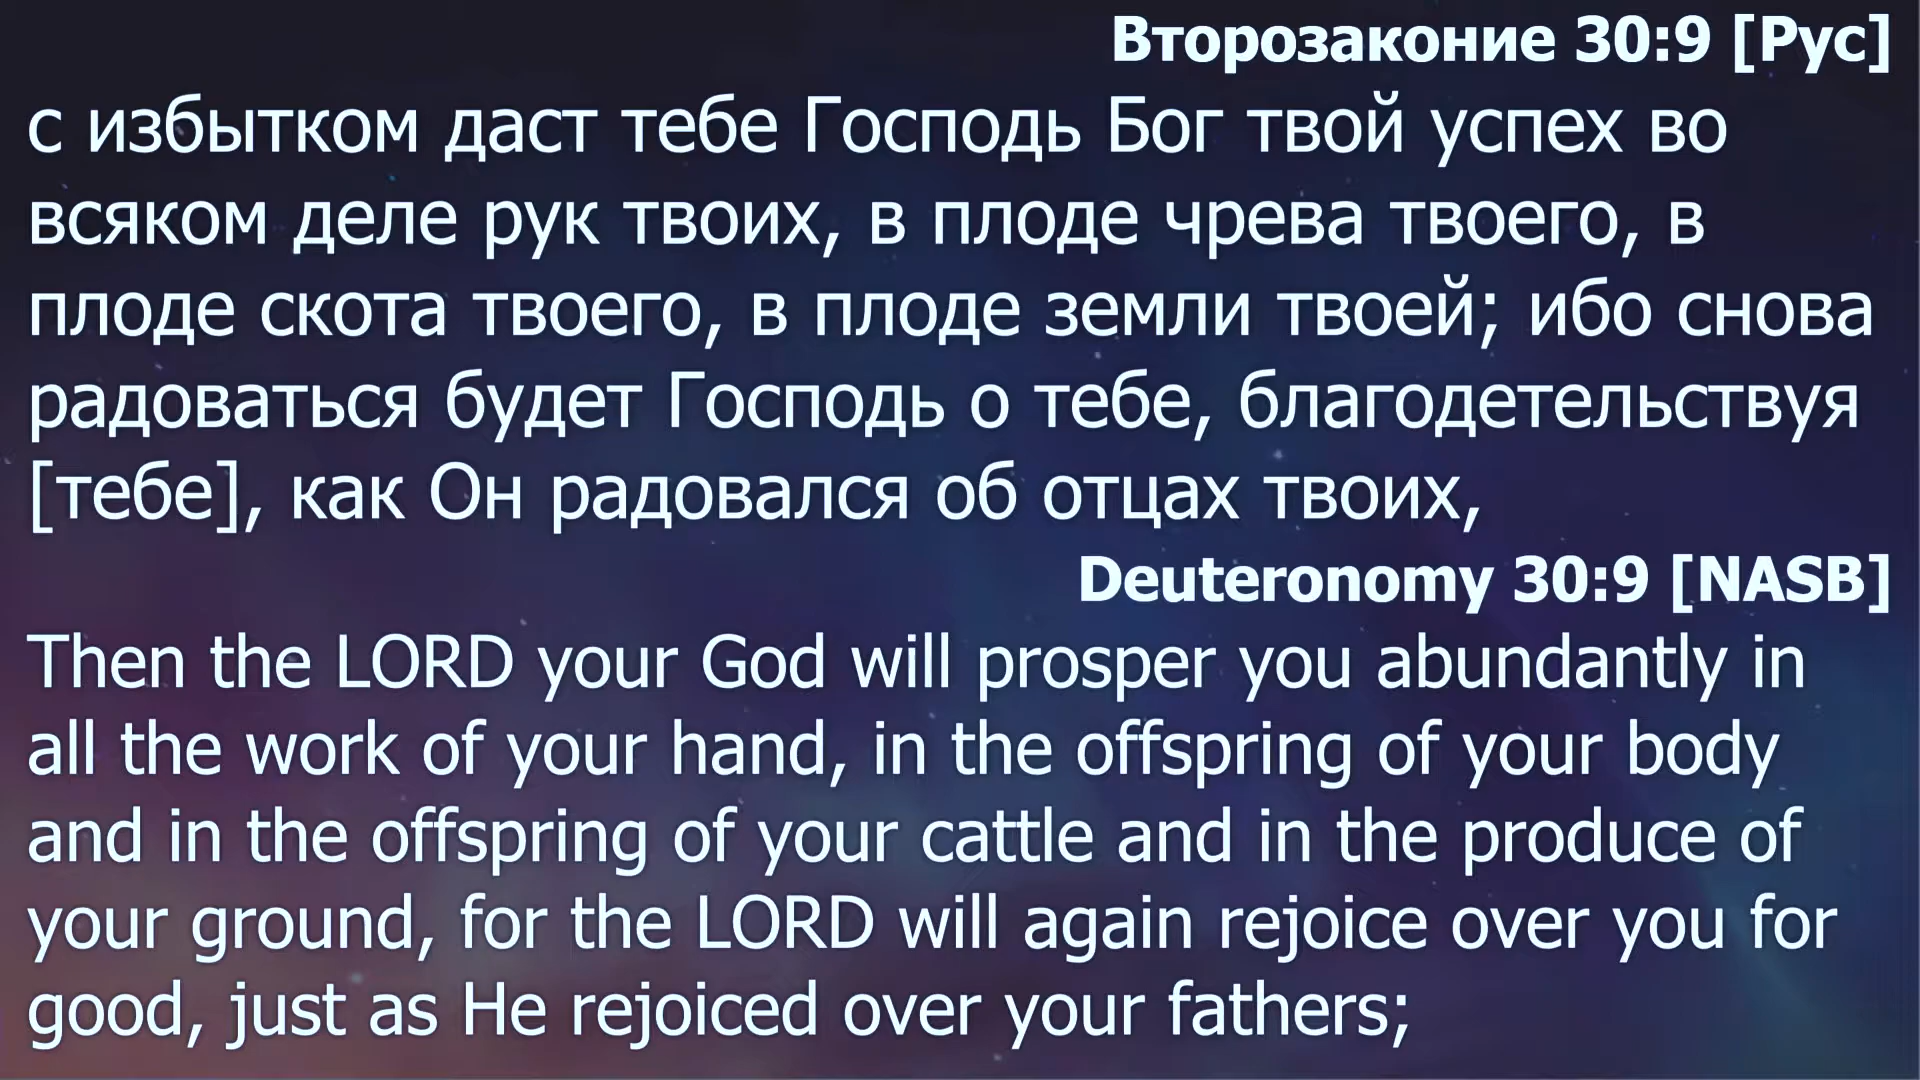 Второзаконие 30:9 [Рус]
с избытком даст тебе Господь Бог твой успех во
всяком деле рук твоих, в плоде чрева твоего, в
плоде скота твоего, в плоде земли твоей; ибо снова
радоваться будет Господь о тебе, благодетельствуя
[тебе], как Он радовался об отцах твоих,
Deuteronomy 30:9 [NASB]
Then the LORD your God will prosper you abundantly in
all the work of your hand, in the offspring of your body
and in the offspring of your cattle and in the produce of
your ground, for the LORD will again rejoice over you for
good, just as He rejoiced over your fathers;